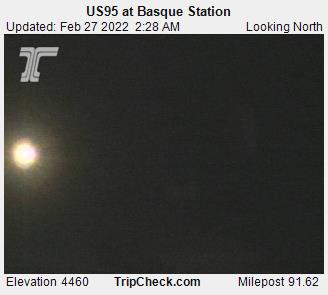 US95 at Basque Station
Updated: Feb 27 2022 2:28 AM Looking North
Elevation 4460 TripCheck.com Milepost 91.62